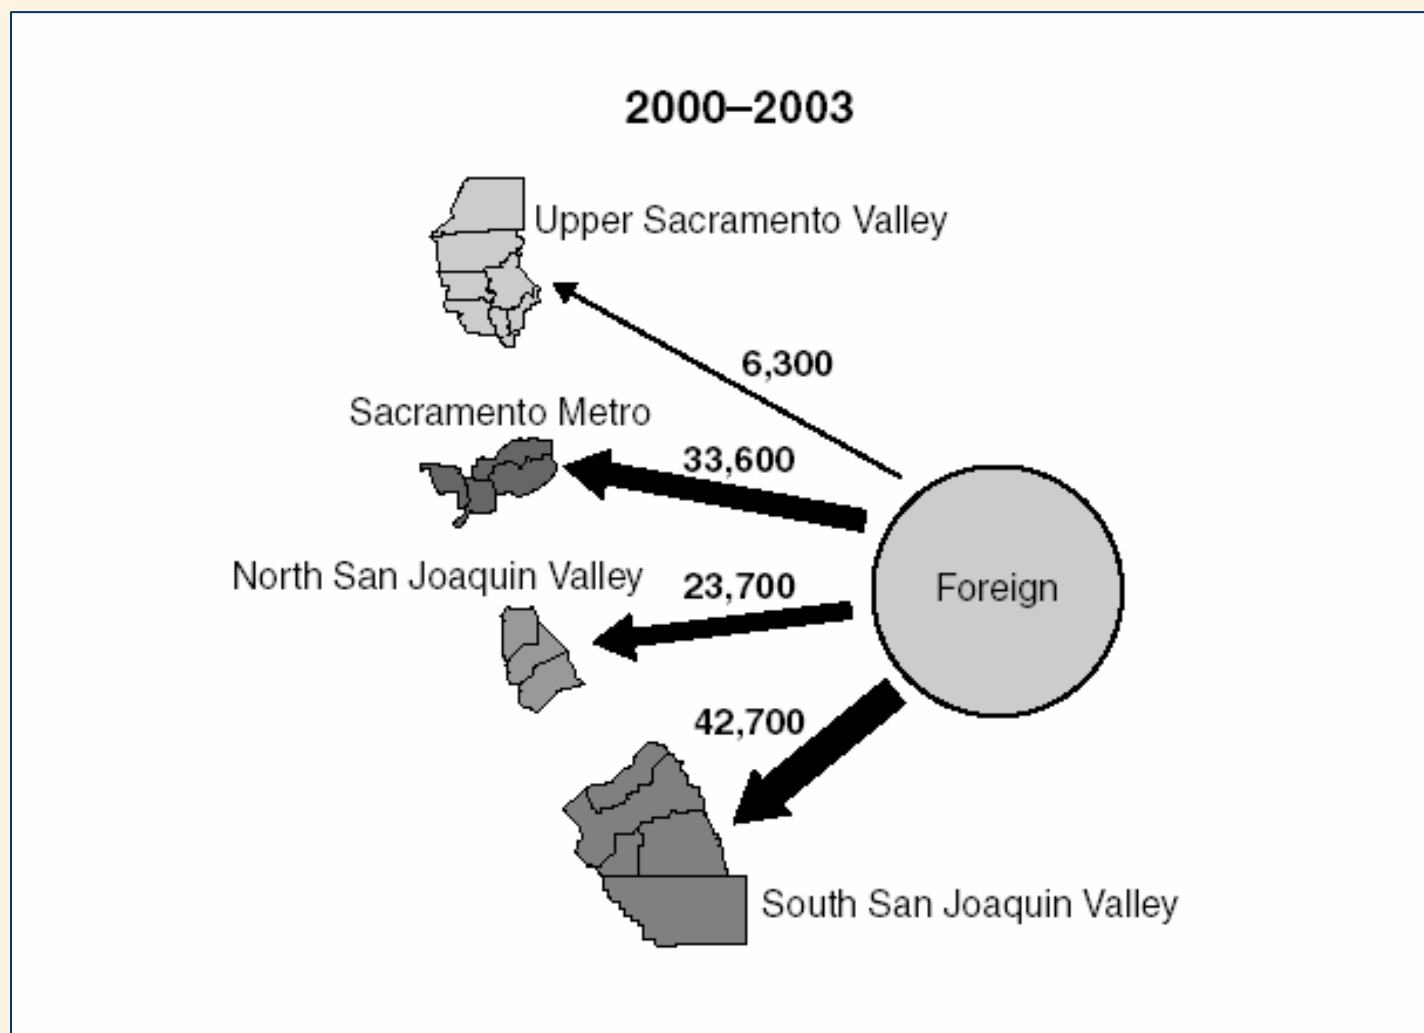 2000–2003
Upper Sacramento Valley
6,300
Sacramento Metro
33,600
North San Joaquin Valley
23,700
Foreign
42,700
South San Joaquin Valley